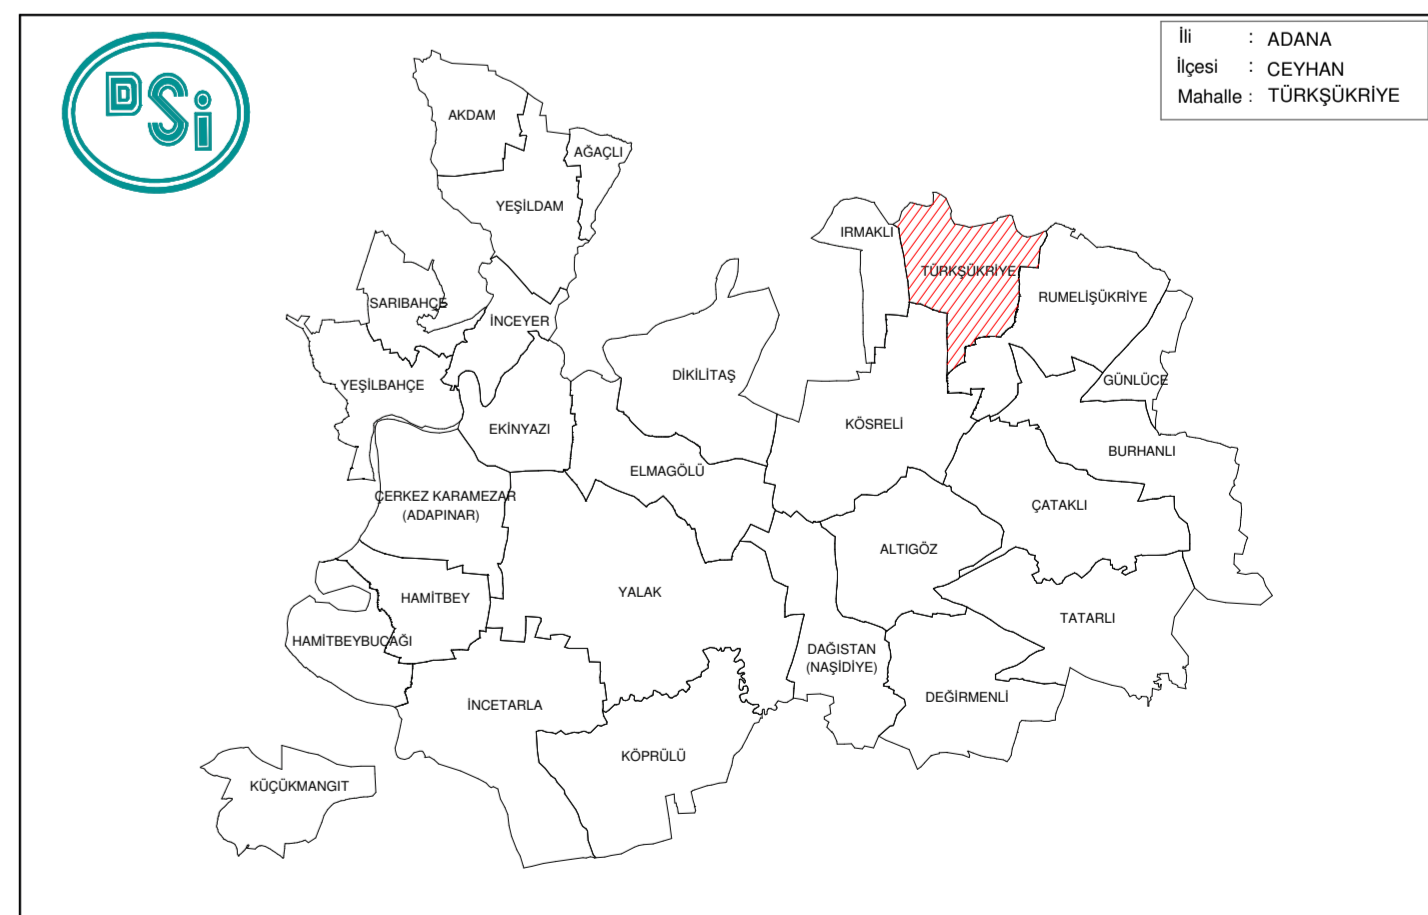 DSi
İli : ADANA
İlçesi : CEYHAN
Mahalle : TÜRKŞÜKRİYE
AKDAM
AĞAÇLI
YEŞİLDAM
IRMAKLI
TÜRKŞÜKRİYE
RUMELİŞÜKRİYE
SARIBAHÇE
İNCEYER
DİKİLİTAŞ
GÜNLÜCE
YEŞİLBAHÇE
KÖSRELİ
EKİNYAZI
BURHANLI
ELMAGÖLÜ
ÇERKEZ KARAMEZAR
(ADAPINAR)
ÇATAKLI
ALTIGÖZ
YALAK
HAMİTBEY
TATARLI
HAMİTBEYBUCAĞI
DAĞISTAN
(NAŞİDİYE)
DEĞİRMENLİ
İNCETARLA
KÖPRÜLÜ
KÜÇÜKMANGIT